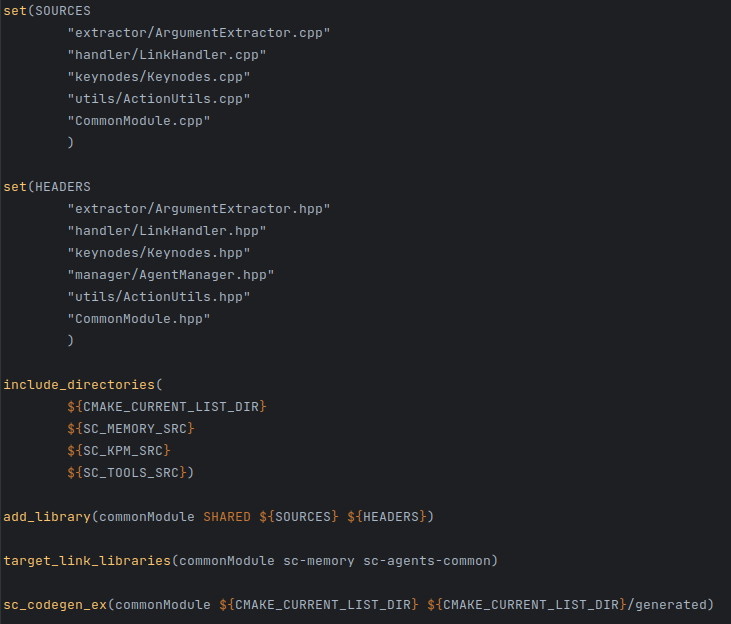 set(SOURCES
        "extractor/ArgumentExtractor.cpp"
        "handler/LinkHandler.cpp"
        "keynodes/Keynodes.cpp"
        "utils/ActionUtils.cpp"
        "CommonModule.cpp"
        )

set(HEADERS
        "extractor/ArgumentExtractor.hpp"
        "handler/LinkHandler.hpp"
        "keynodes/Keynodes.hpp"
        "manager/AgentManager.hpp"
        "utils/ActionUtils.hpp"
        "CommonModule.hpp"
        )

include_directories(
        ${CMAKE_CURRENT_LIST_DIR}
        ${SC_MEMORY_SRC}
        ${SC_KPM_SRC}
        ${SC_TOOLS_SRC})

add_library(commonModule SHARED ${SOURCES} ${HEADERS})

target_link_libraries(commonModule sc-memory sc-agents-common)

sc_codegen_ex(commonModule ${CMAKE_CURRENT_LIST_DIR} ${CMAKE_CURRENT_LIST_DIR}/generated)